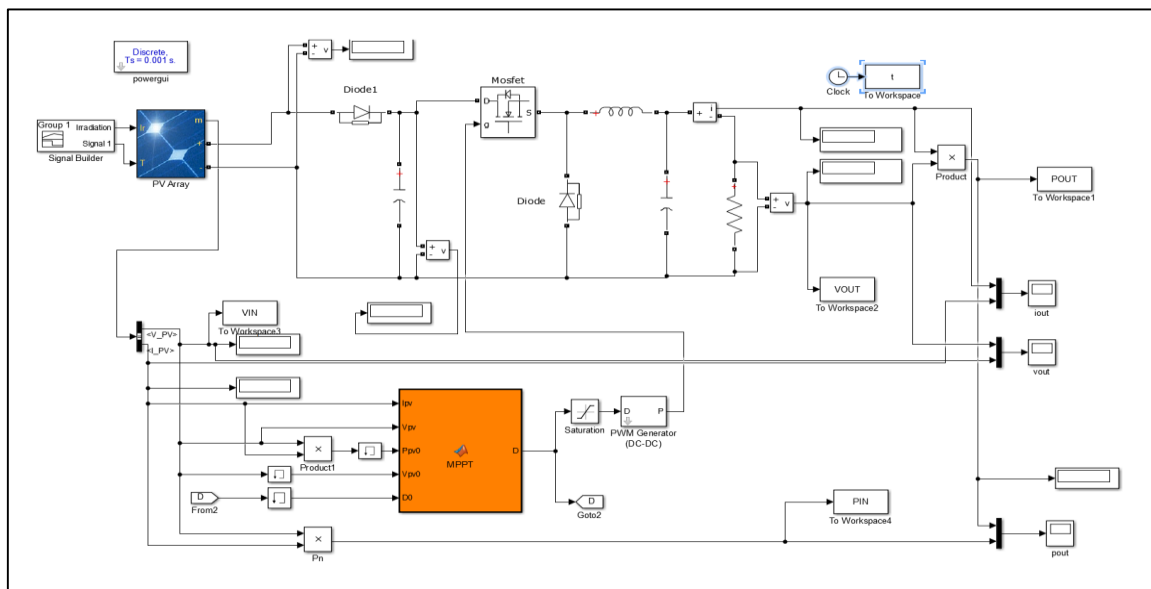 Discrete,
Ts = 0.001 s.
powergui
+
-
v
Diode1
Mosfet
D
S
g
Clock
t
To Workspace
Group 1
Irradiation
Signal 1
Signal Builder
Ir
T
m
+
-
PV Array
+
i
-
×
Product
POUT
To Workspace1
Diode
+
-
v
+
-
v
VOUT
To Workspace2
iout
VIN
To Workspace3
<V_PV>
<I_PV>
vout
Ipv
Vpv
Ppv0
Vpv0
D0
MPPT
D
×
Product1
Saturation
D
P
PWM Generator
(DC-DC)
D
From2
D
Goto2
PIN
To Workspace4
×
Pn
pout